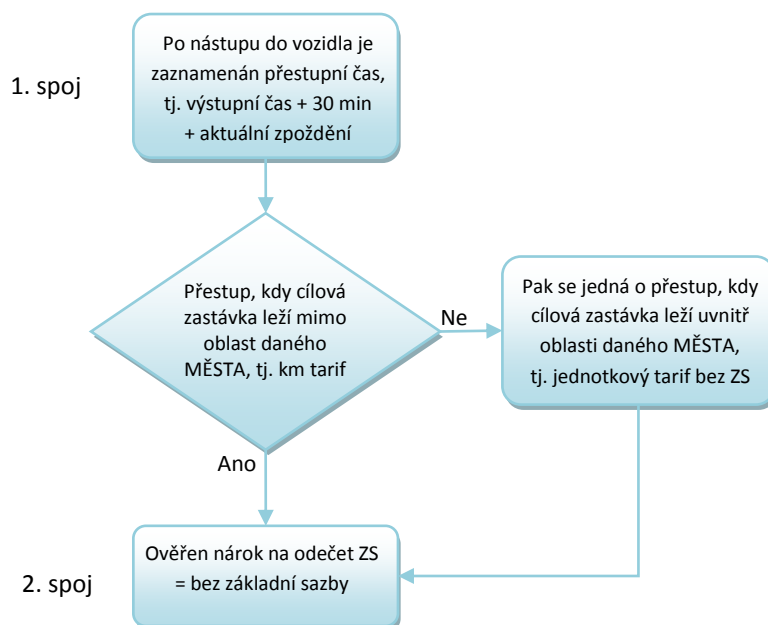 Po nástupu do vozidla je
zaznamenán přestupní čas,
tj. výstupní čas + 30 min
+ aktuální zpoždění
1. spoj
Přestup, kdy cílová
zastávka leží mimo
oblast daného
MĚSTA, tj. km tarif
Ne
Pak se jedná o přestup, kdy
cílová zastávka leží uvnitř
oblasti daného MĚSTA,
tj. jednotkový tarif bez ZS
Ano
Ověřen nárok na odečet ZS
= bez základní sazby
2. spoj